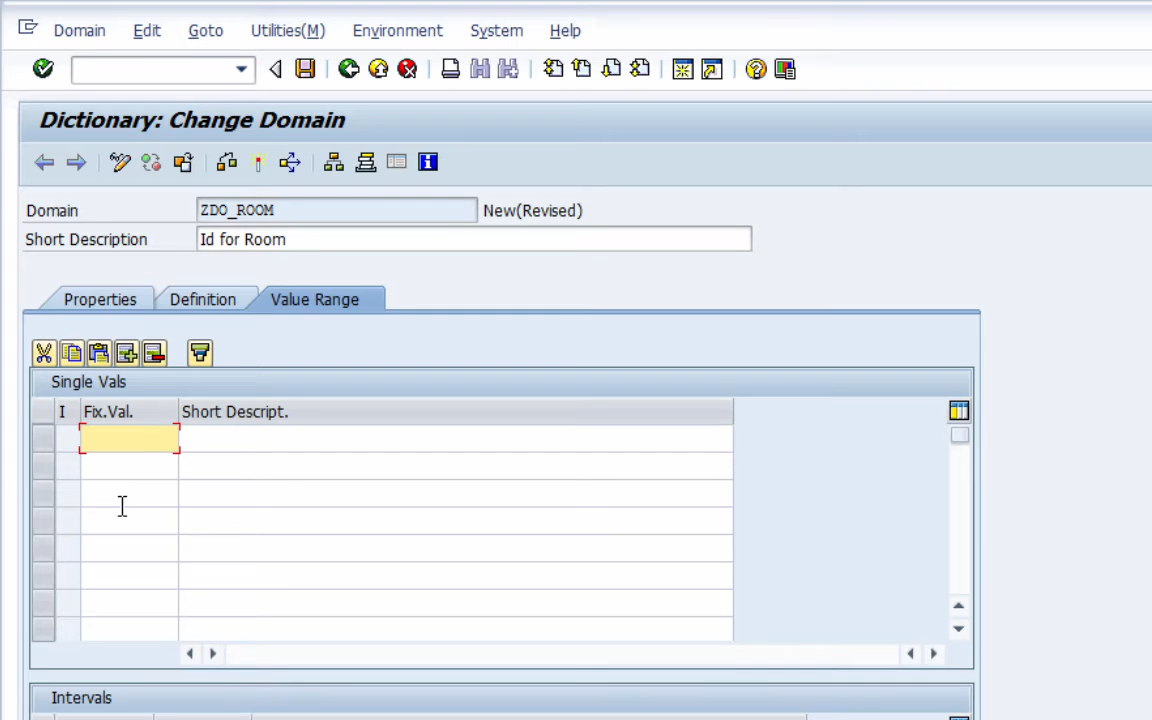 Domain Edit Goto Utilities(M) Environment System Help
Dictionary: Change Domain
Domain ZDO_ROOM New(Revised)
Short Description Id for Room
Properties Definition Value Range
Single Vals
I Fix.Val. Short Descript.
Intervals